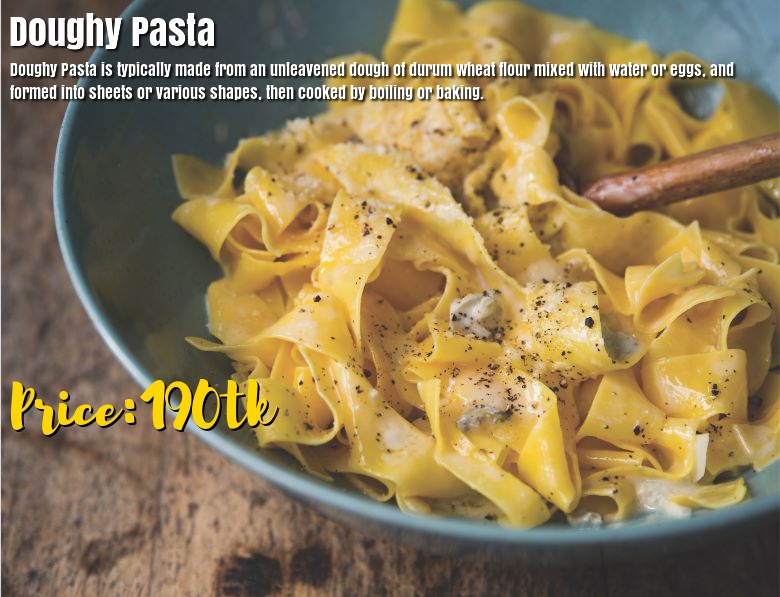 Doughy Pasta
Doughy Pasta is typically made from an unleavened dough of durum wheat flour mixed with water or eggs, and
formed into sheets or various shapes, then cooked by boiling or baking.
Price:190tk